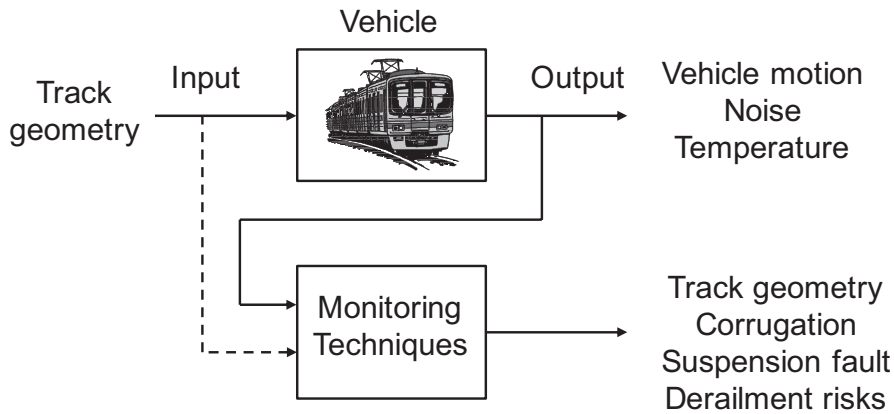 Vehicle
Track
geometry
Input
Output
Vehicle motion
Noise
Temperature
Monitoring
Techniques
Track geometry
Corrugation
Suspension fault
Derailment risks